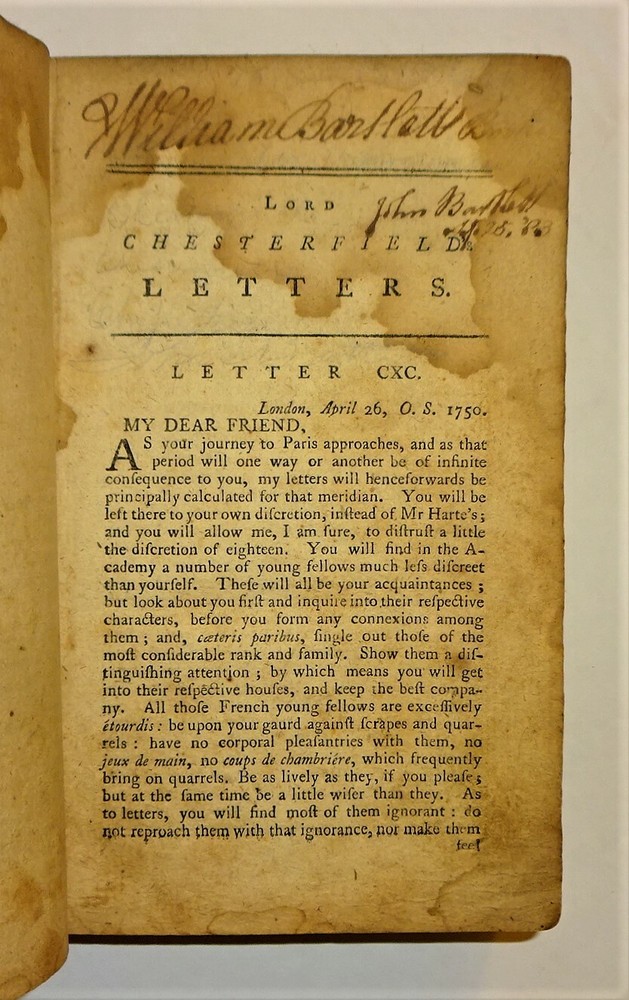 William Bartlett
LORD
John Bartlett
CHESTERFIELD's
LETTERS.
LETTER CXC.
London, April 26, O. S. 1750.
MY DEAR FRIEND,
AS your journey to Paris approaches, and as that
period will one way or another be of infinite
conſequence to you, my letters will henceforwards be
principally calculated for that meridian. You will be
left there to your own diſcretion, inſtead of Mr Harte's;
and you will allow me, I am ſure, to diſtruſt a little
the diſcretion of eighteen. You will find in the A-
cademy a number of young fellows much leſs diſcreet
than yourſelf. Theſe will all be your acquaintances;
but look about you firſt and inquire into their reſpective
characters, before you form any connexions among
them; and, cæteris paribus, ſingle out thoſe of the
moſt conſiderable rank and family. Show them a diſ-
tinguiſhing attention; by which means you will get
into their reſpective houſes, and keep the beſt compa-
ny. All thoſe French young fellows are exceſſively
étourdis: be upon your gaurd againſt ſcrapes and quar-
rels: have no corporal pleaſantries with them, no
jeux de main, no coups de chambriére, which frequently
bring on quarrels. Be as lively as they, if you pleaſe;
but at the ſame time be a little wiſer than they. As
to letters, you will find moſt of them ignorant: do
not reproach them with that ignorance, nor make them
feel